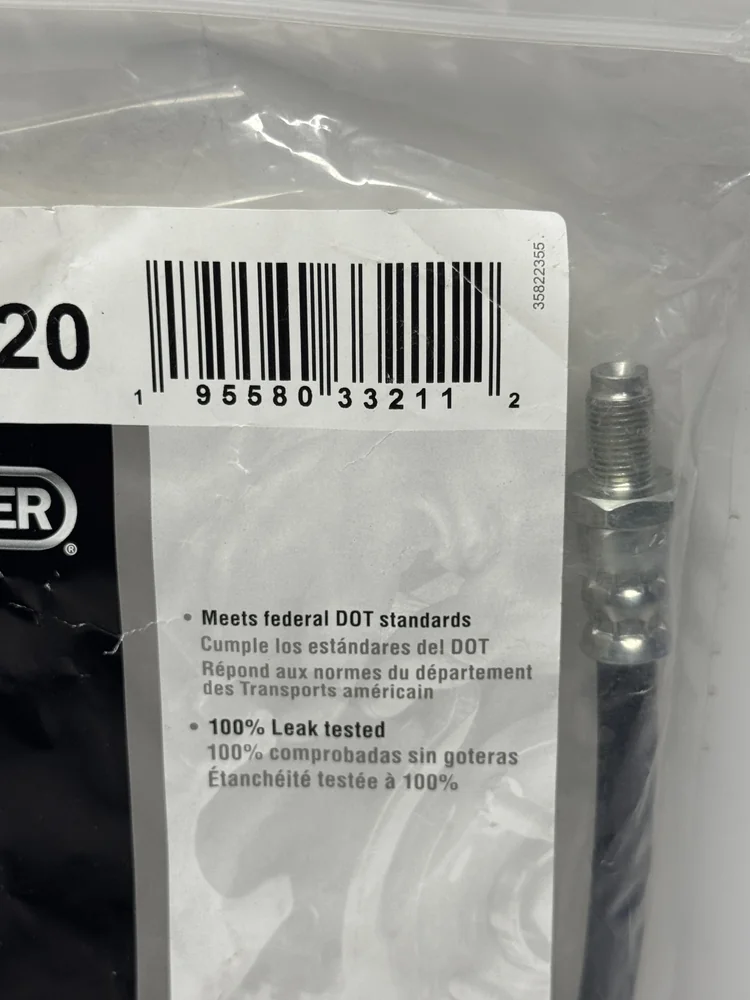 35822355.
20
1 95580 33211 2
ER
®
• Meets federal DOT standards
Cumple los estándares del DOT
Répond aux normes du département
des Transports américain
• 100% Leak tested
100% comprobadas sin goteras
Étanchéité testée à 100%